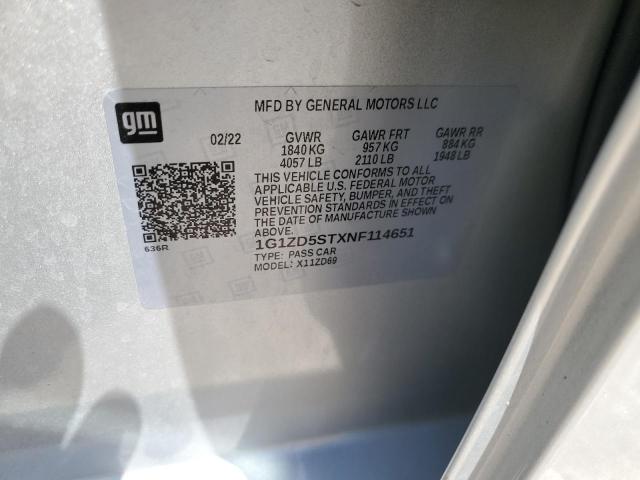 gm
MFD BY GENERAL MOTORS LLC
02/22 GVWR GAWR FRT GAWR RR
1840 KG 957 KG 884 KG
4057 LB 2110 LB 1948 LB
THIS VEHICLE CONFORMS TO ALL
APPLICABLE U.S. FEDERAL MOTOR
VEHICLE SAFETY, BUMPER, AND THEFT
PREVENTION STANDARDS IN EFFECT ON
THE DATE OF MANUFACTURE SHOWN
ABOVE.
1G1ZD5STXNF114651
TYPE: PASS CAR
MODEL: X11ZD69
636R